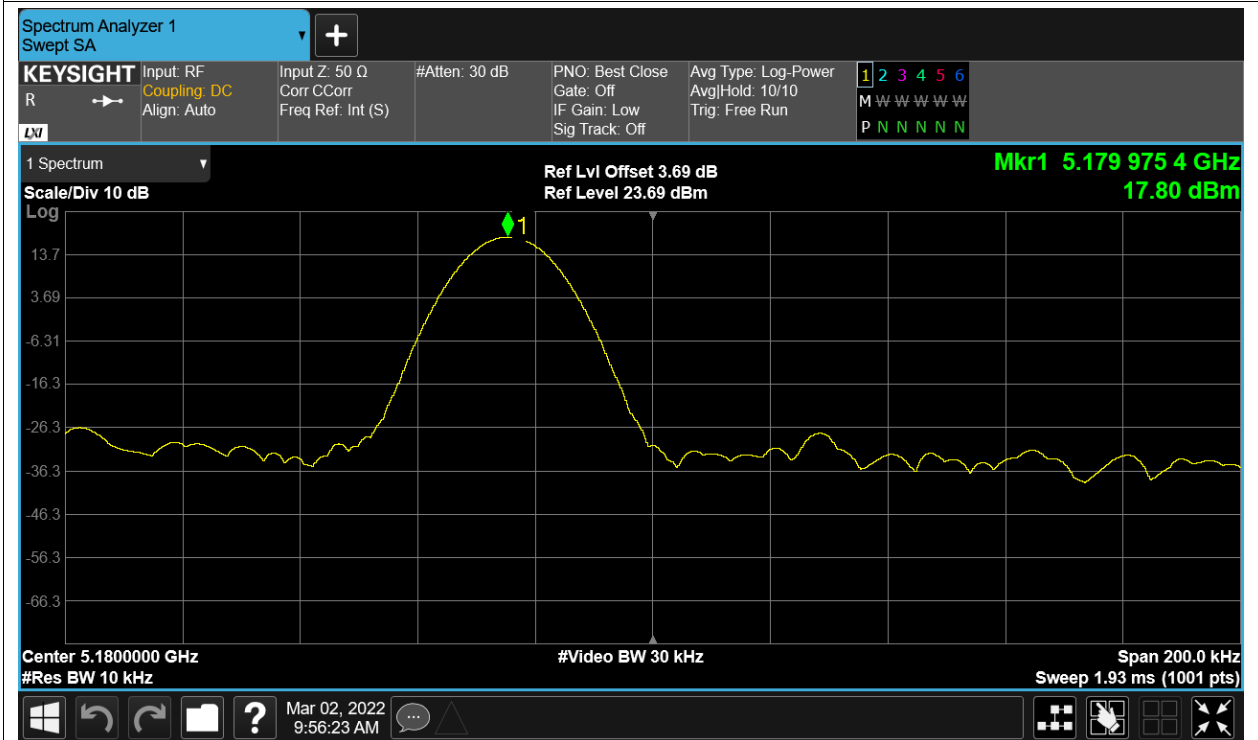 Spectrum Analyzer 1
Swept SA
+
KEYSIGHT
R
LXI
Input: RF
Coupling: DC
Align: Auto
Input Z: 50 Ω
Corr CCorr
Freq Ref: Int (S)
#Atten: 30 dB
PNO: Best Close
Gate: Off
IF Gain: Low
Sig Track: Off
Avg Type: Log-Power
Avg|Hold: 10/10
Trig: Free Run
1 2 3 4 5 6
M W W W W W
P N N N N N
1 Spectrum
Scale/Div 10 dB
Ref Lvl Offset 3.69 dB
Ref Level 23.69 dBm
Mkr1 5.179 975 4 GHz
17.80 dBm
Log
1
13.7
3.69
-6.31
-16.3
-26.3
-36.3
-46.3
-56.3
-66.3
Center 5.1800000 GHz
#Res BW 10 kHz
#Video BW 30 kHz
Span 200.0 kHz
Sweep 1.93 ms (1001 pts)
?
Mar 02, 2022
9:56:23 AM